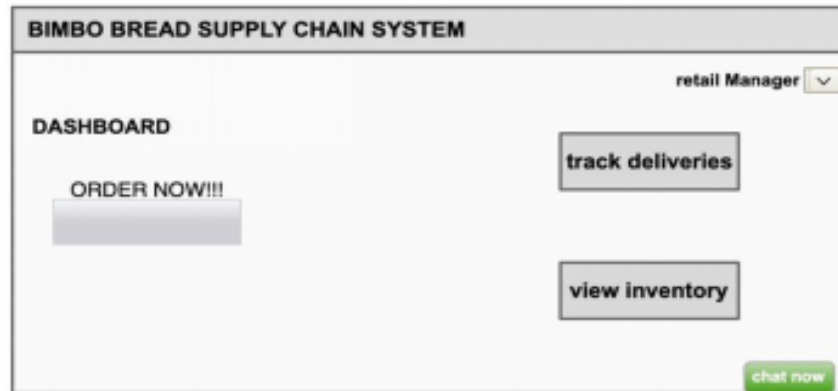 BIMBO BREAD SUPPLY CHAIN SYSTEM
retail Manager
DASHBOARD
track deliveries
ORDER NOW!!!
view inventory
chat now